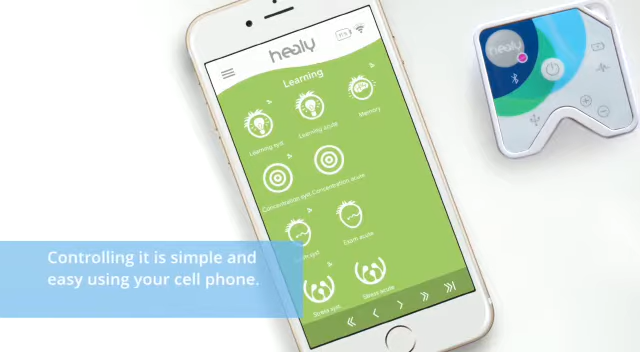 healy
Learning
Learning syst
Learning acute
Memory
Concentration syst.
Concentration acute
Exam acute
Stress syst.
Stress acute
healy
Controlling it is simple and
easy using your cell phone.